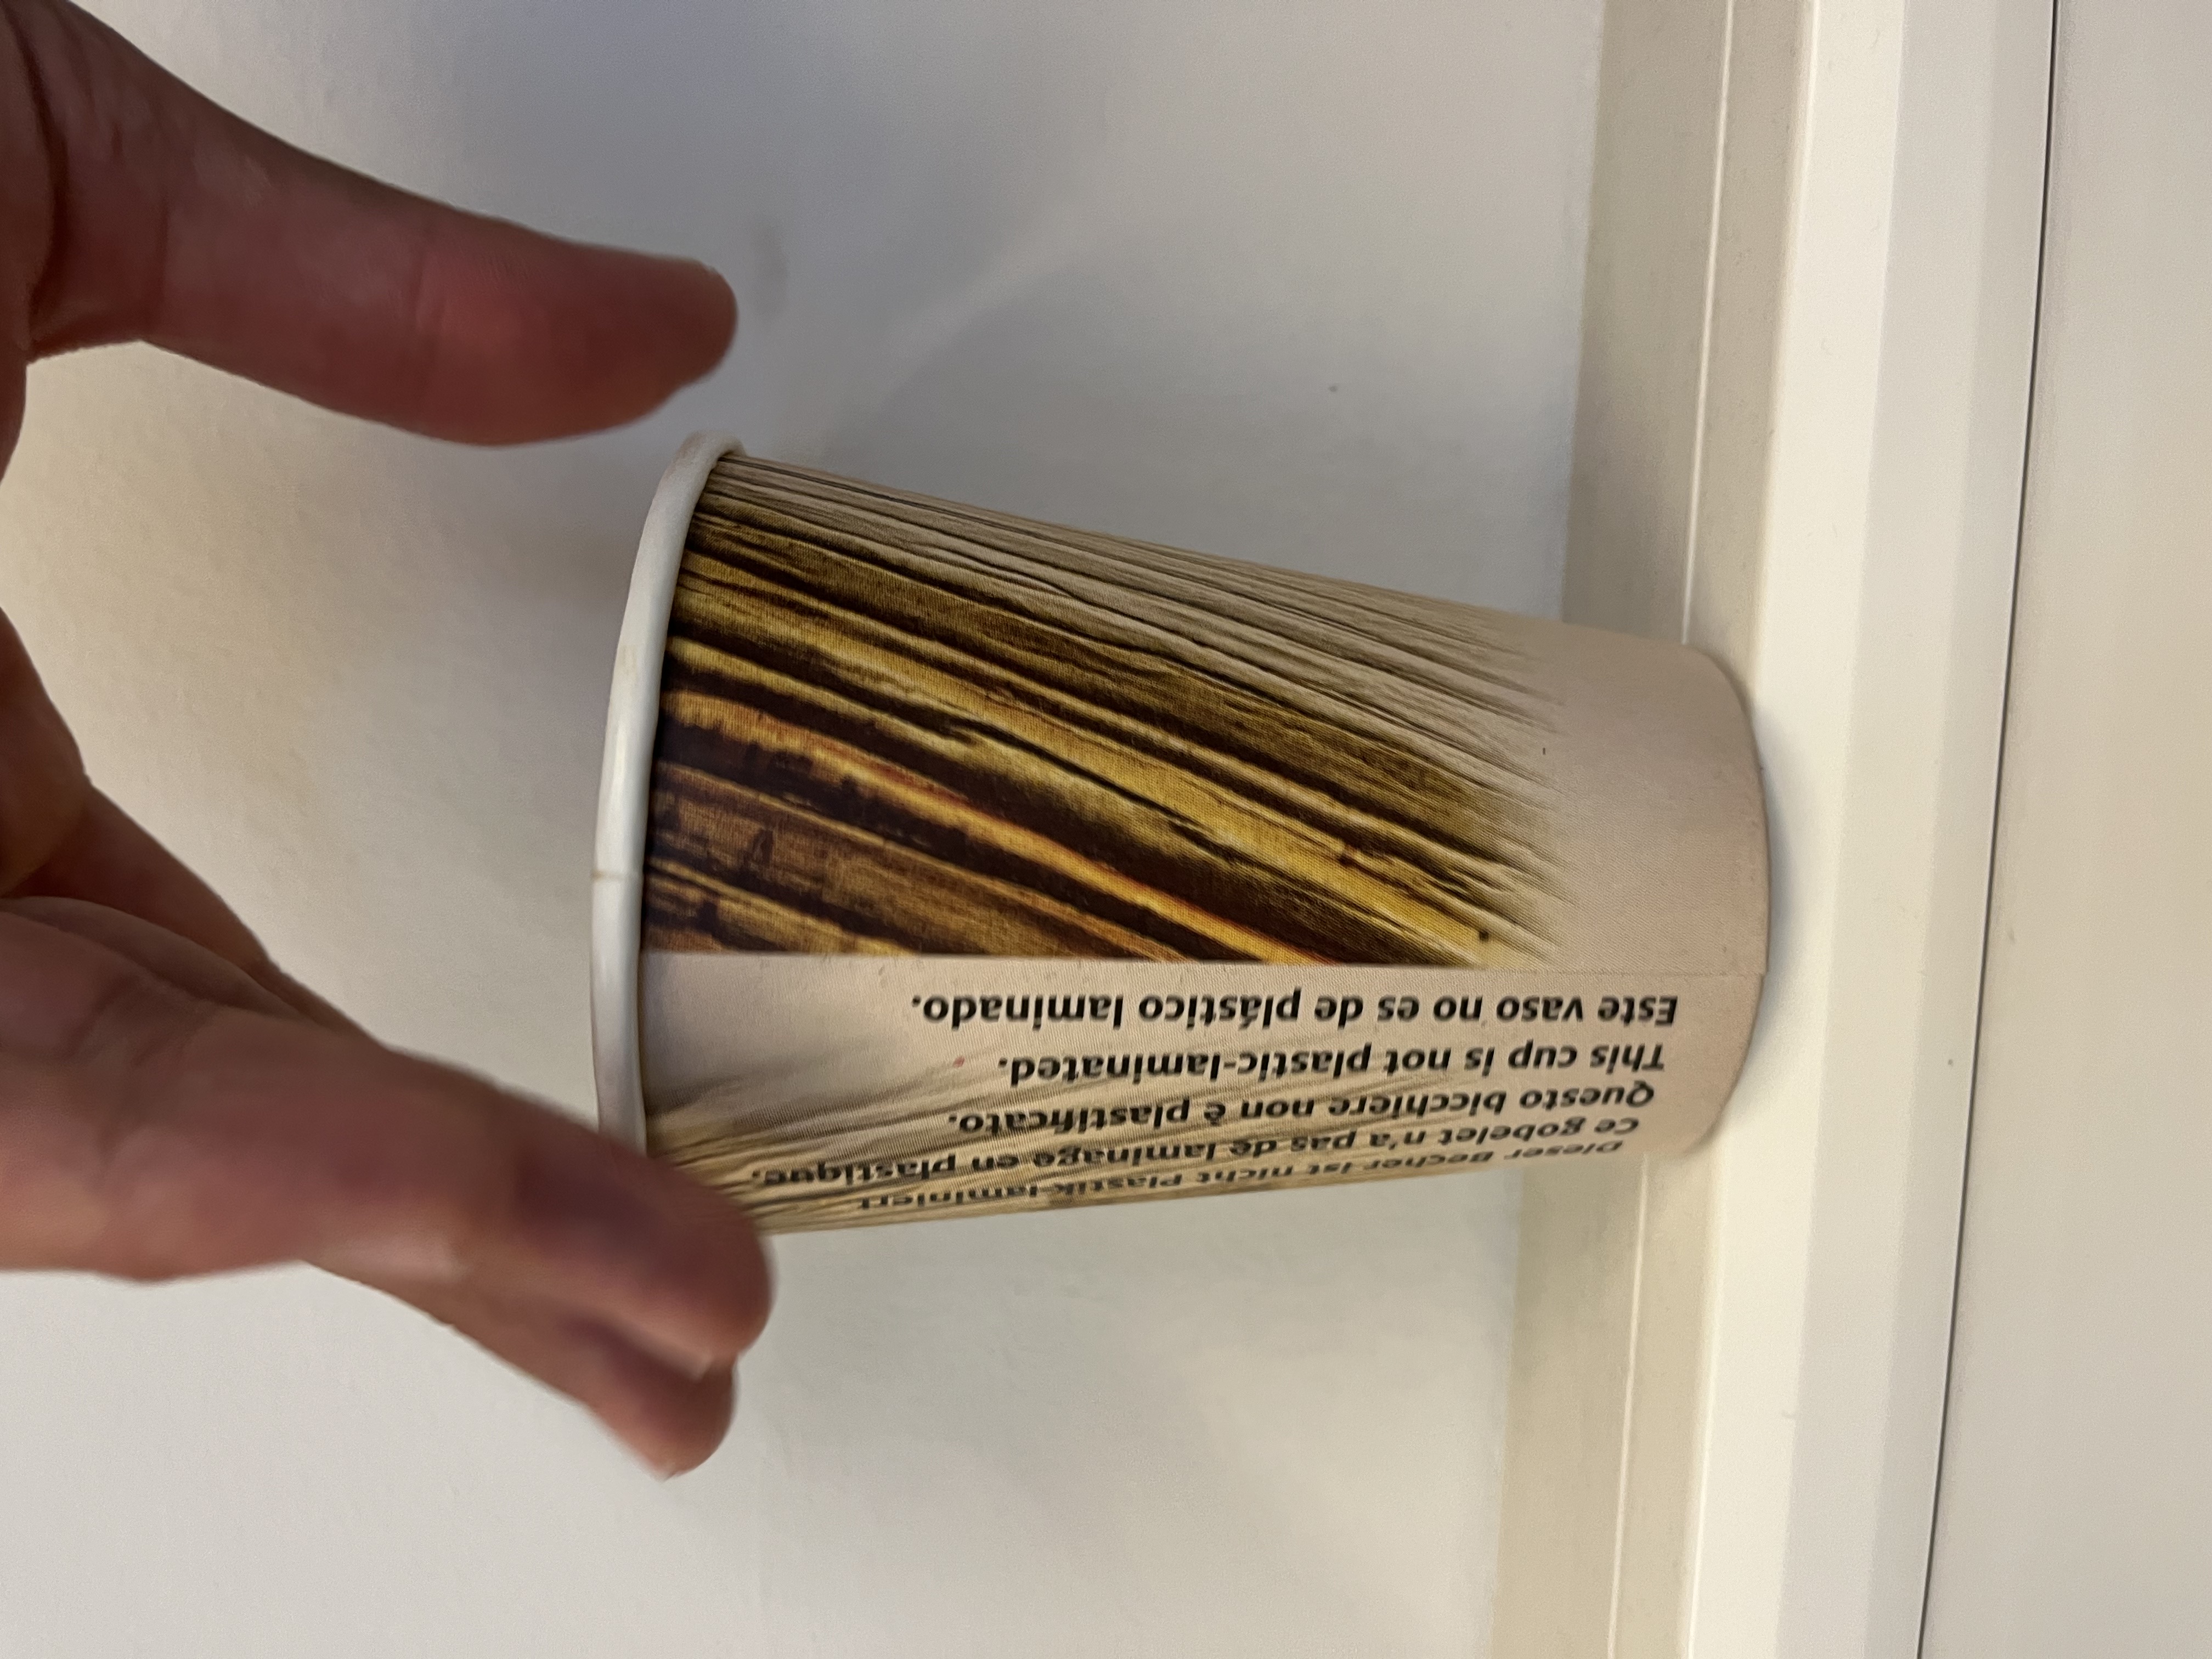 Dieser Becher ist nicht Plastik-laminiert.
Ce gobelet n'a pas de laminage en plastique.
Questo bicchiere non è plastificato.
This cup is not plastic-laminated.
Este vaso no es de plástico laminado.